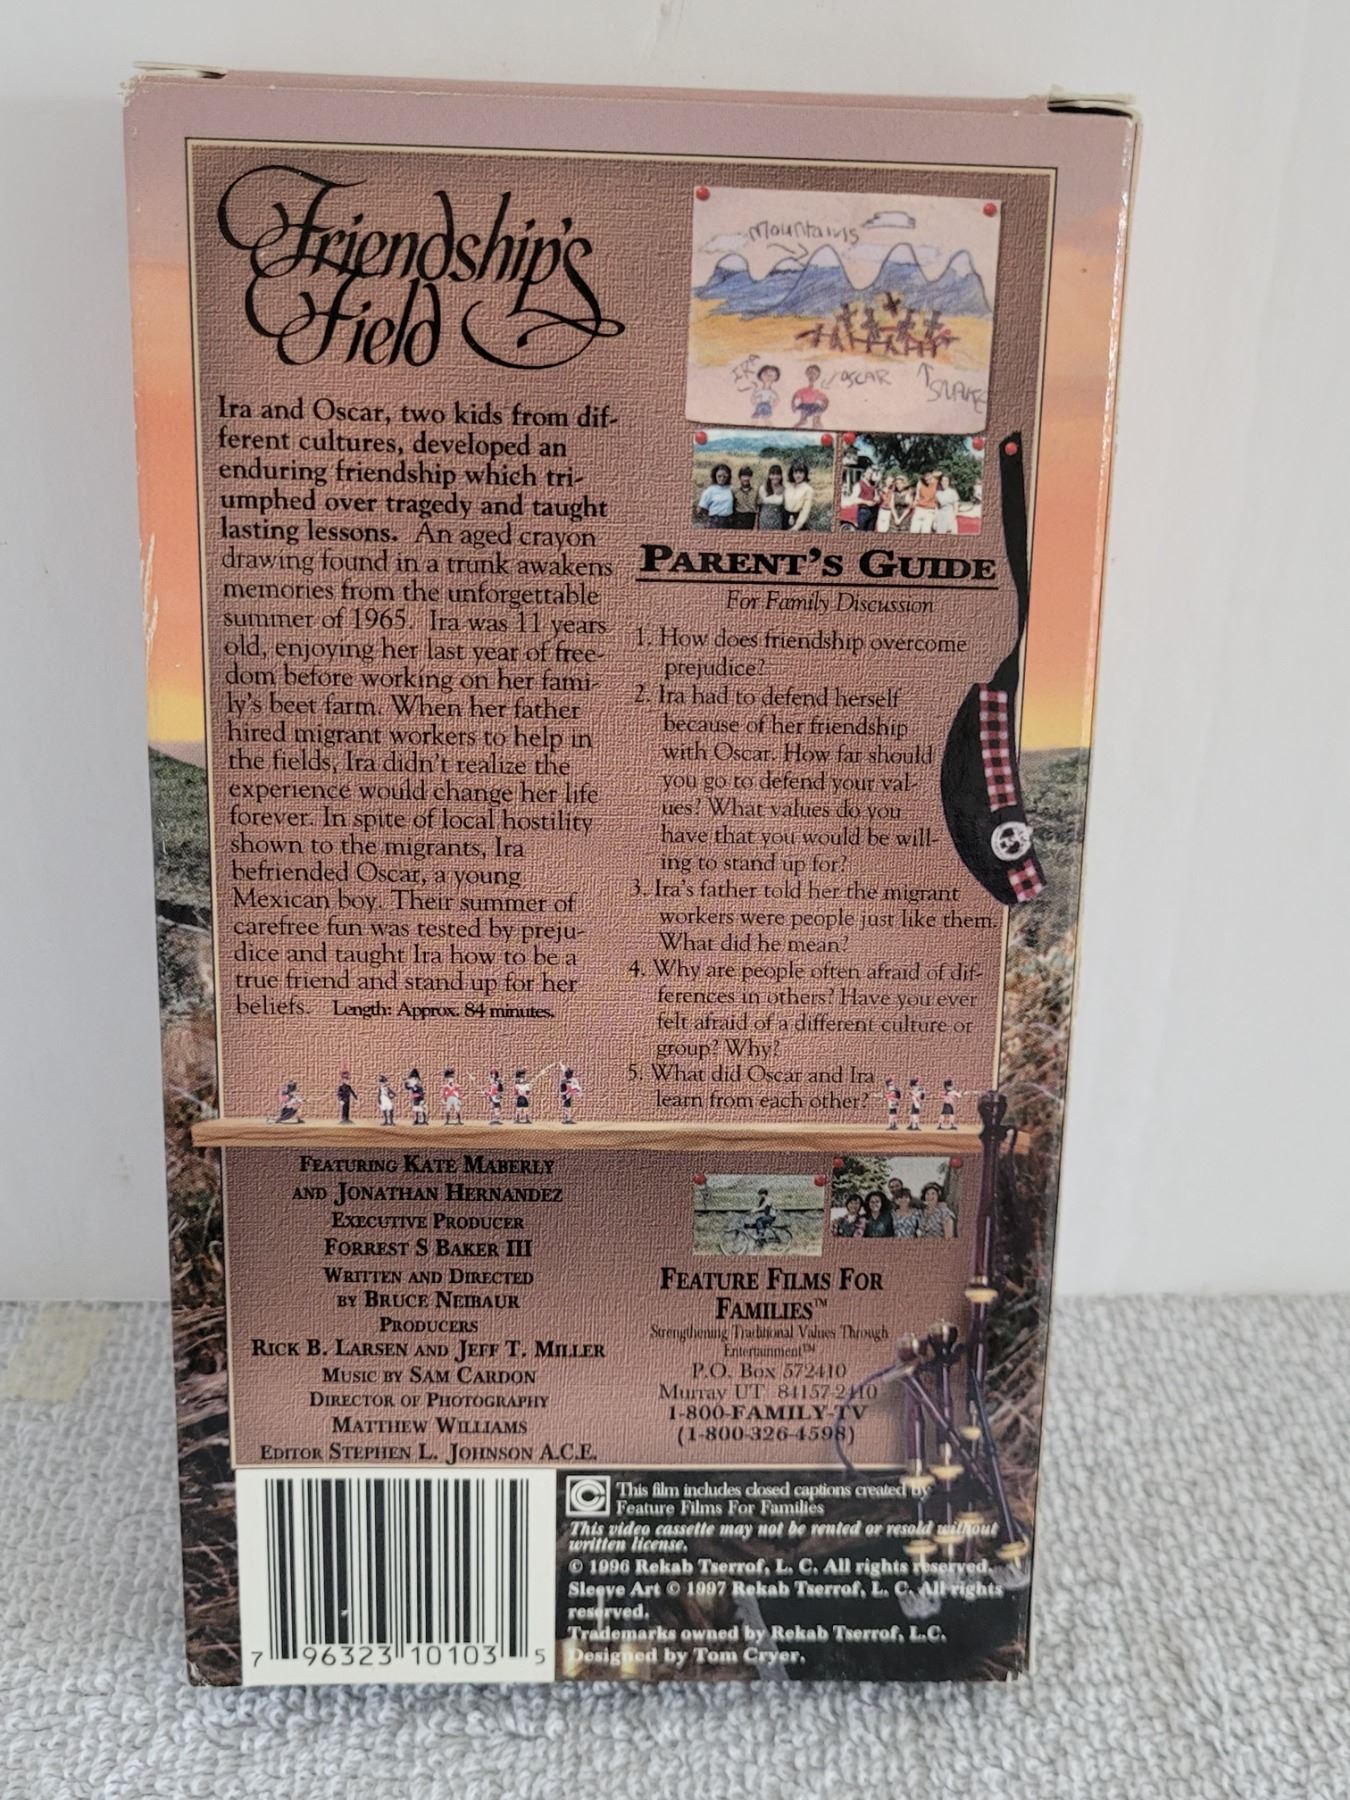 Friendship's
Field
Ira and Oscar, two kids from dif-
ferent cultures, developed an
enduring friendship which tri-
umphed over tragedy and taught
lasting lessons. An aged crayon
drawing found in a trunk awakens
memories from the unforgettable
summer of 1965. Ira was 11 years
old, enjoying her last year of free-
dom before working on her fami-
ly's beet farm. When her father
hired migrant workers to help in
the fields, Ira didn't realize the
experience would change her life
forever. In spite of local hostility
shown to the migrants, Ira
befriended Oscar, a young
Mexican boy. Their summer of
carefree fun was tested by preju-
dice and taught Ira how to be a
true friend and stand up for her
beliefs. Length: Approx. 84 minutes.
Mountains
IRA
OSCAR
PARENT'S GUIDE
For Family Discussion
1. How does friendship overcome
prejudice?
2. Ira had to defend herself
because of her friendship
with Oscar. How far should
you go to defend your val-
ues? What values do you
have that you would be will-
ing to stand up for?
3. Ira's father told her the migrant
workers were people just like them.
What did he mean?
4. Why are people often afraid of dif-
ferences in others? Have you ever
felt afraid of a different culture or
group? Why?
5. What did Oscar and Ira
learn from each other?
FEATURING KATE MABERLY
AND JONATHAN HERNANDEZ
EXECUTIVE PRODUCER
FORREST S BAKER III
WRITTEN AND DIRECTED
BY BRUCE NEIBAUR
PRODUCERS
RICK B. LARSEN AND JEFF T. MILLER
MUSIC BY SAM CARDON
DIRECTOR OF PHOTOGRAPHY
MATTHEW WILLIAMS
EDITOR STEPHEN L. JOHNSON A.C.E.
FEATURE FILMS FOR
FAMILIES™
Strengthening Traditional Values Through
Entertainment™
P.O. Box 572410
Murray UT 84157-2410
1-800-FAMILY-TV
(1-800-326-4598)
This film includes closed captions created by
Feature Films For Families
This video cassette may not be rented or resold without
written license.
© 1996 Rekab Tserrof, L. C. All rights reserved.
Sleeve Art © 1997 Rekab Tserrof, L. C. All rights
reserved.
Trademarks owned by Rekab Tserrof, L.C.
Designed by Tom Cryer.
7 96323 10103 5